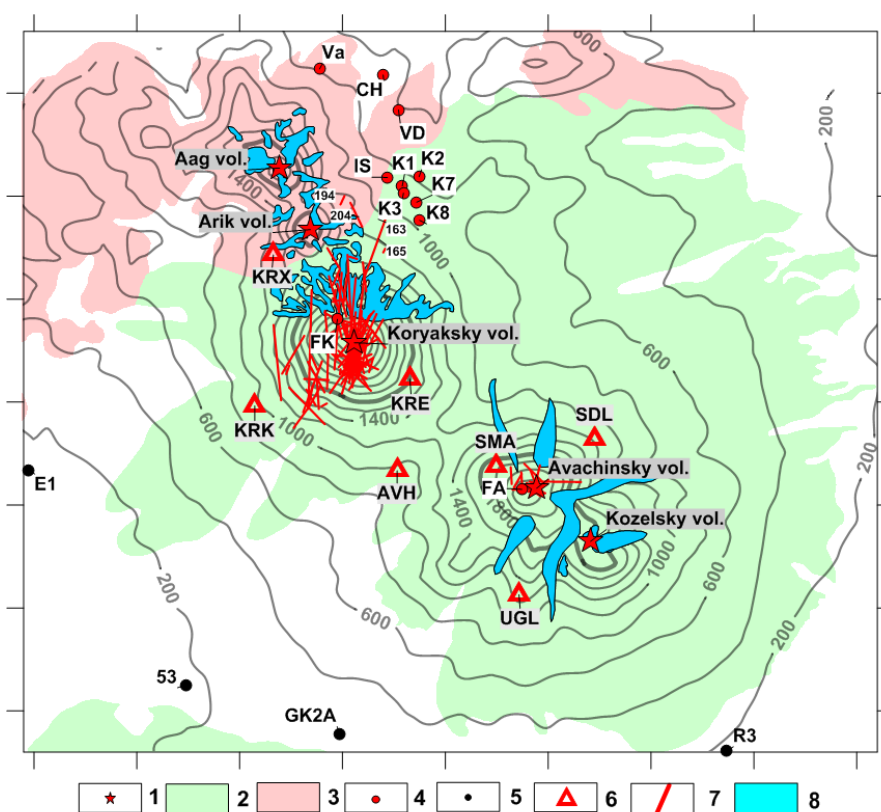 600
Va
CH
200
VD
Aag vol.
IS
K1
K2
1400
194
K7
204
K3
K8
Arik vol.
163
1000
165
KRX
FK
Koryaksky vol.
600
KRE
1400
KRK
600
1000
SDL
SMA
200
Avachinsky vol.
E1
AVH
FA
1400
1800
Kozelsky vol.
1000
600
200
UGL
600
200
53
GK2A
R3
1 2 3 4 5 6 7 8